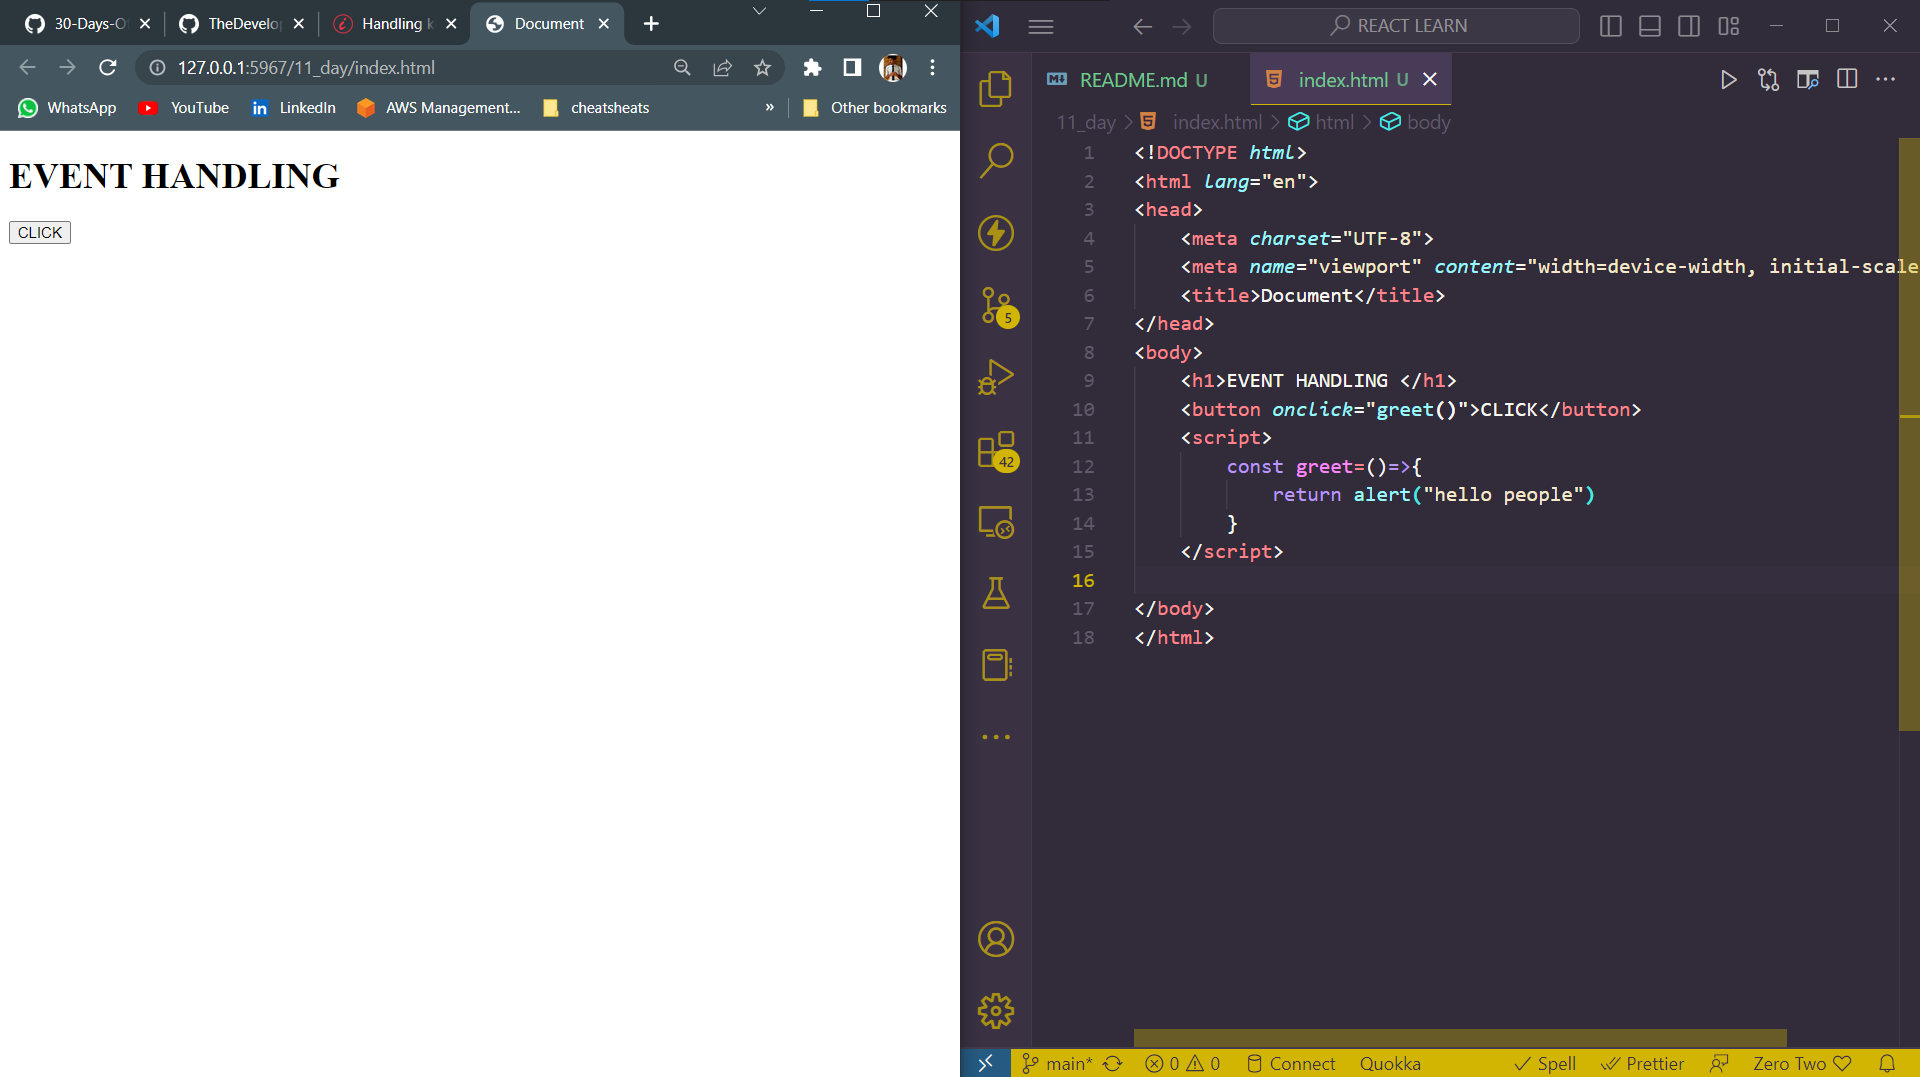 30-Days-O
TheDevelop
Handling k
Document
127.0.0.1:5967/11_day/index.html
WhatsApp
YouTube
LinkedIn
AWS Management...
cheatsheats
»
Other bookmarks
EVENT HANDLING
CLICK
REACT LEARN
README.md U
index.html U
11_day > index.html > html > body
1 <!DOCTYPE html>
2 <html lang="en">
3 <head>
4 <meta charset="UTF-8">
5 <meta name="viewport" content="width=device-width, initial-scale
6 <title>Document</title>
7 </head>
8 <body>
9 <h1>EVENT HANDLING </h1>
10 <button onclick="greet()">CLICK</button>
11 <script>
12 const greet=()=>{
13 return alert("hello people")
14 }
15 </script>
16
17 </body>
18 </html>
5
42
main* 0 0 Connect Quokka Spell Prettier Zero Two